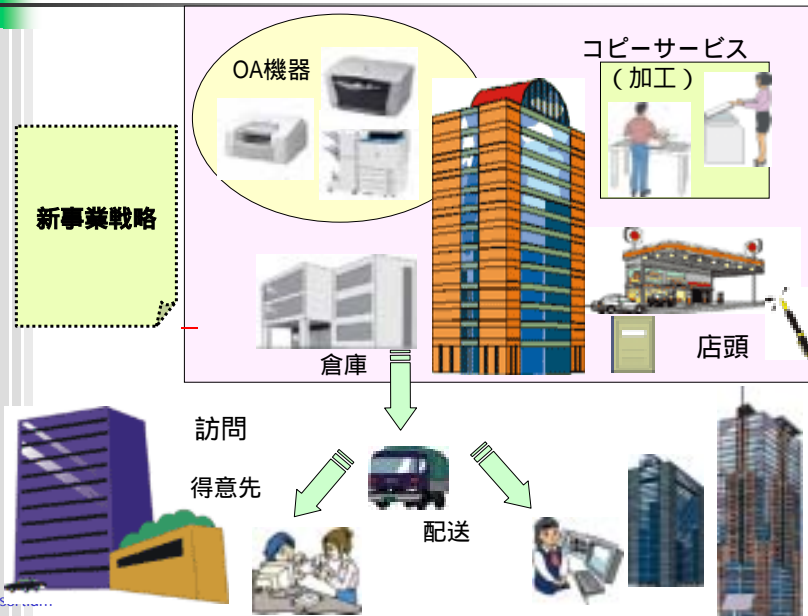 OA機器
コピーサービス
（加工）
新事業戦略
倉庫
店頭
訪問
得意先
配送